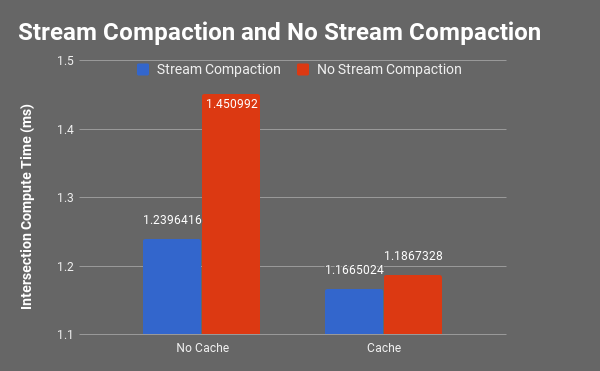 Stream Compaction and No Stream Compaction
Stream Compaction
No Stream Compaction
Intersection Compute Time (ms)
1.5
1.4
1.3
1.2
1.1
1.2396416
1.450992
1.1665024
1.1867328
No Cache
Cache